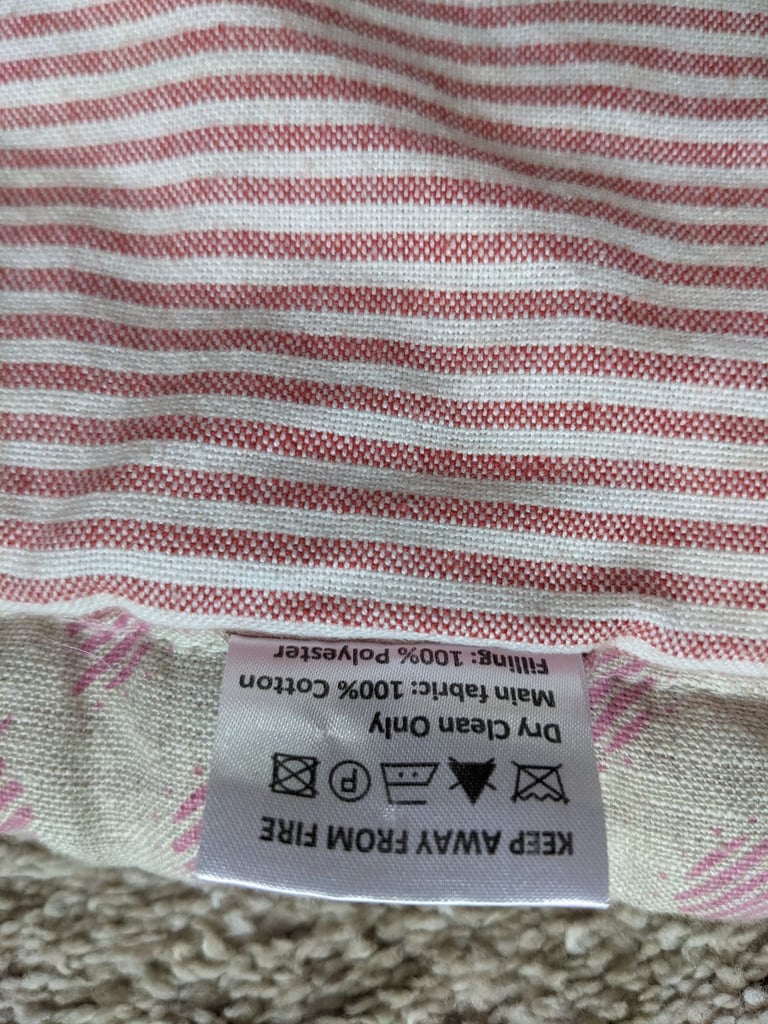 Filling: 100% Polyester
Main fabric: 100% Cotton
Dry Clean Only
P
KEEP AWAY FROM FIRE